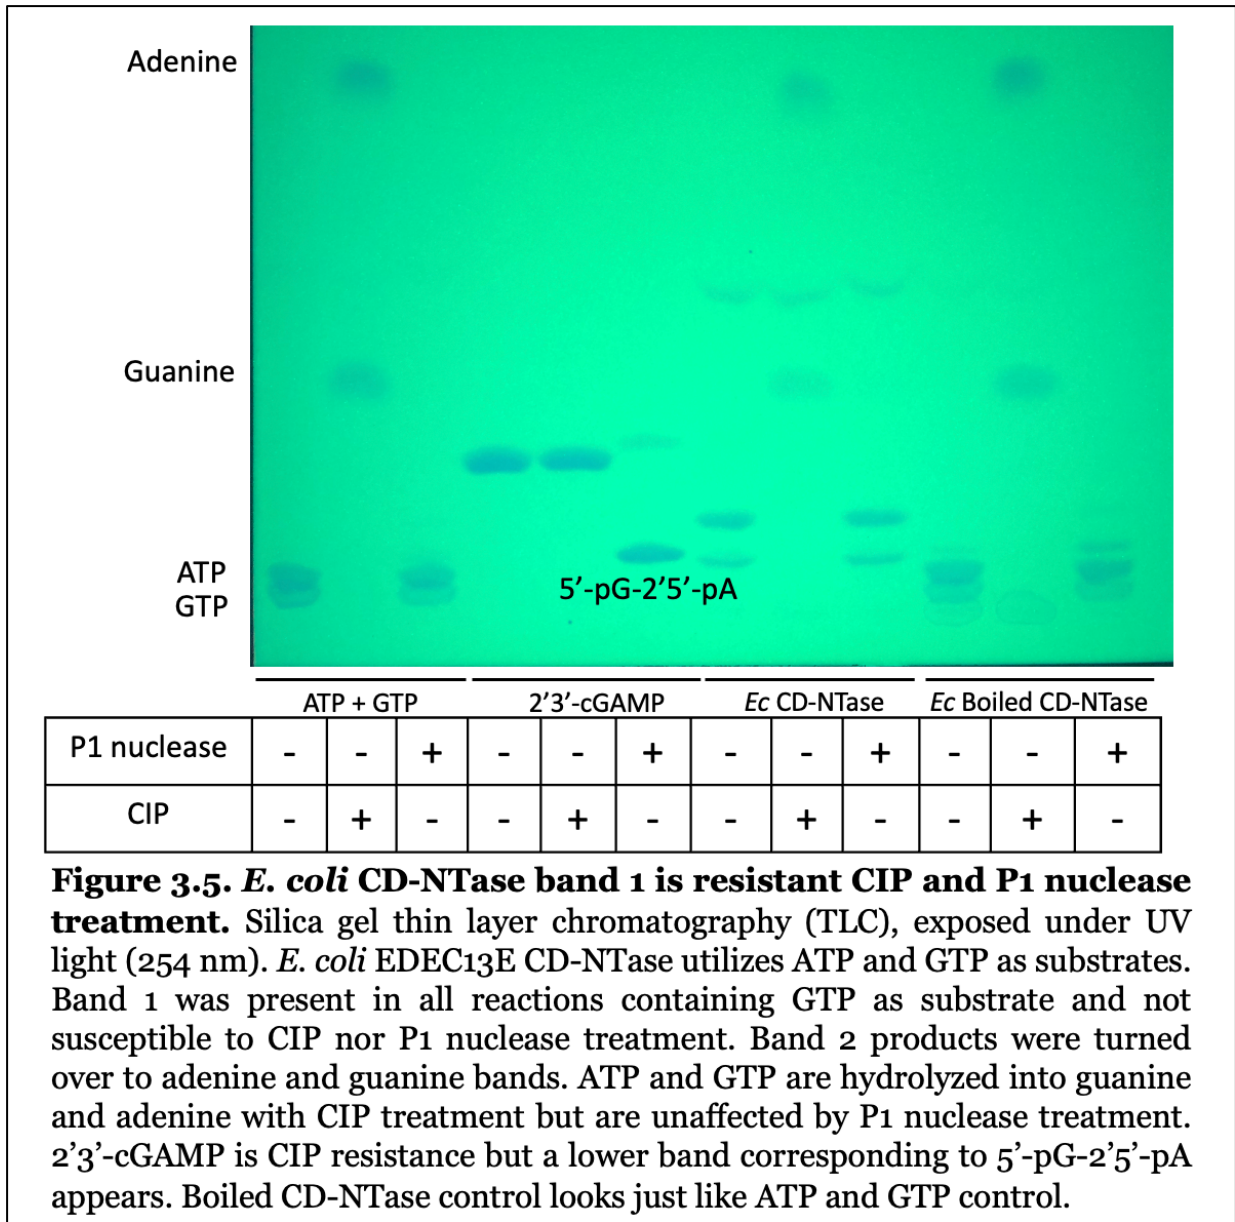 Adenine
Guanine
ATP
GTP
5’-pG-2’5’-pA
ATP + GTP 2’3’-cGAMP Ec CD-NTase Ec Boiled CD-NTase
P1 nuclease - - + - - + - - + - - +
CIP - + - - + - - + - - + -
Figure 3.5. E. coli CD-NTase band 1 is resistant CIP and P1 nuclease
treatment. Silica gel thin layer chromatography (TLC), exposed under UV
light (254 nm). E. coli EDEC13E CD-NTase utilizes ATP and GTP as substrates.
Band 1 was present in all reactions containing GTP as substrate and not
susceptible to CIP nor P1 nuclease treatment. Band 2 products were turned
over to adenine and guanine bands. ATP and GTP are hydrolyzed into guanine
and adenine with CIP treatment but are unaffected by P1 nuclease treatment.
2’3’-cGAMP is CIP resistance but a lower band corresponding to 5’-pG-2’5’-pA
appears. Boiled CD-NTase control looks just like ATP and GTP control.